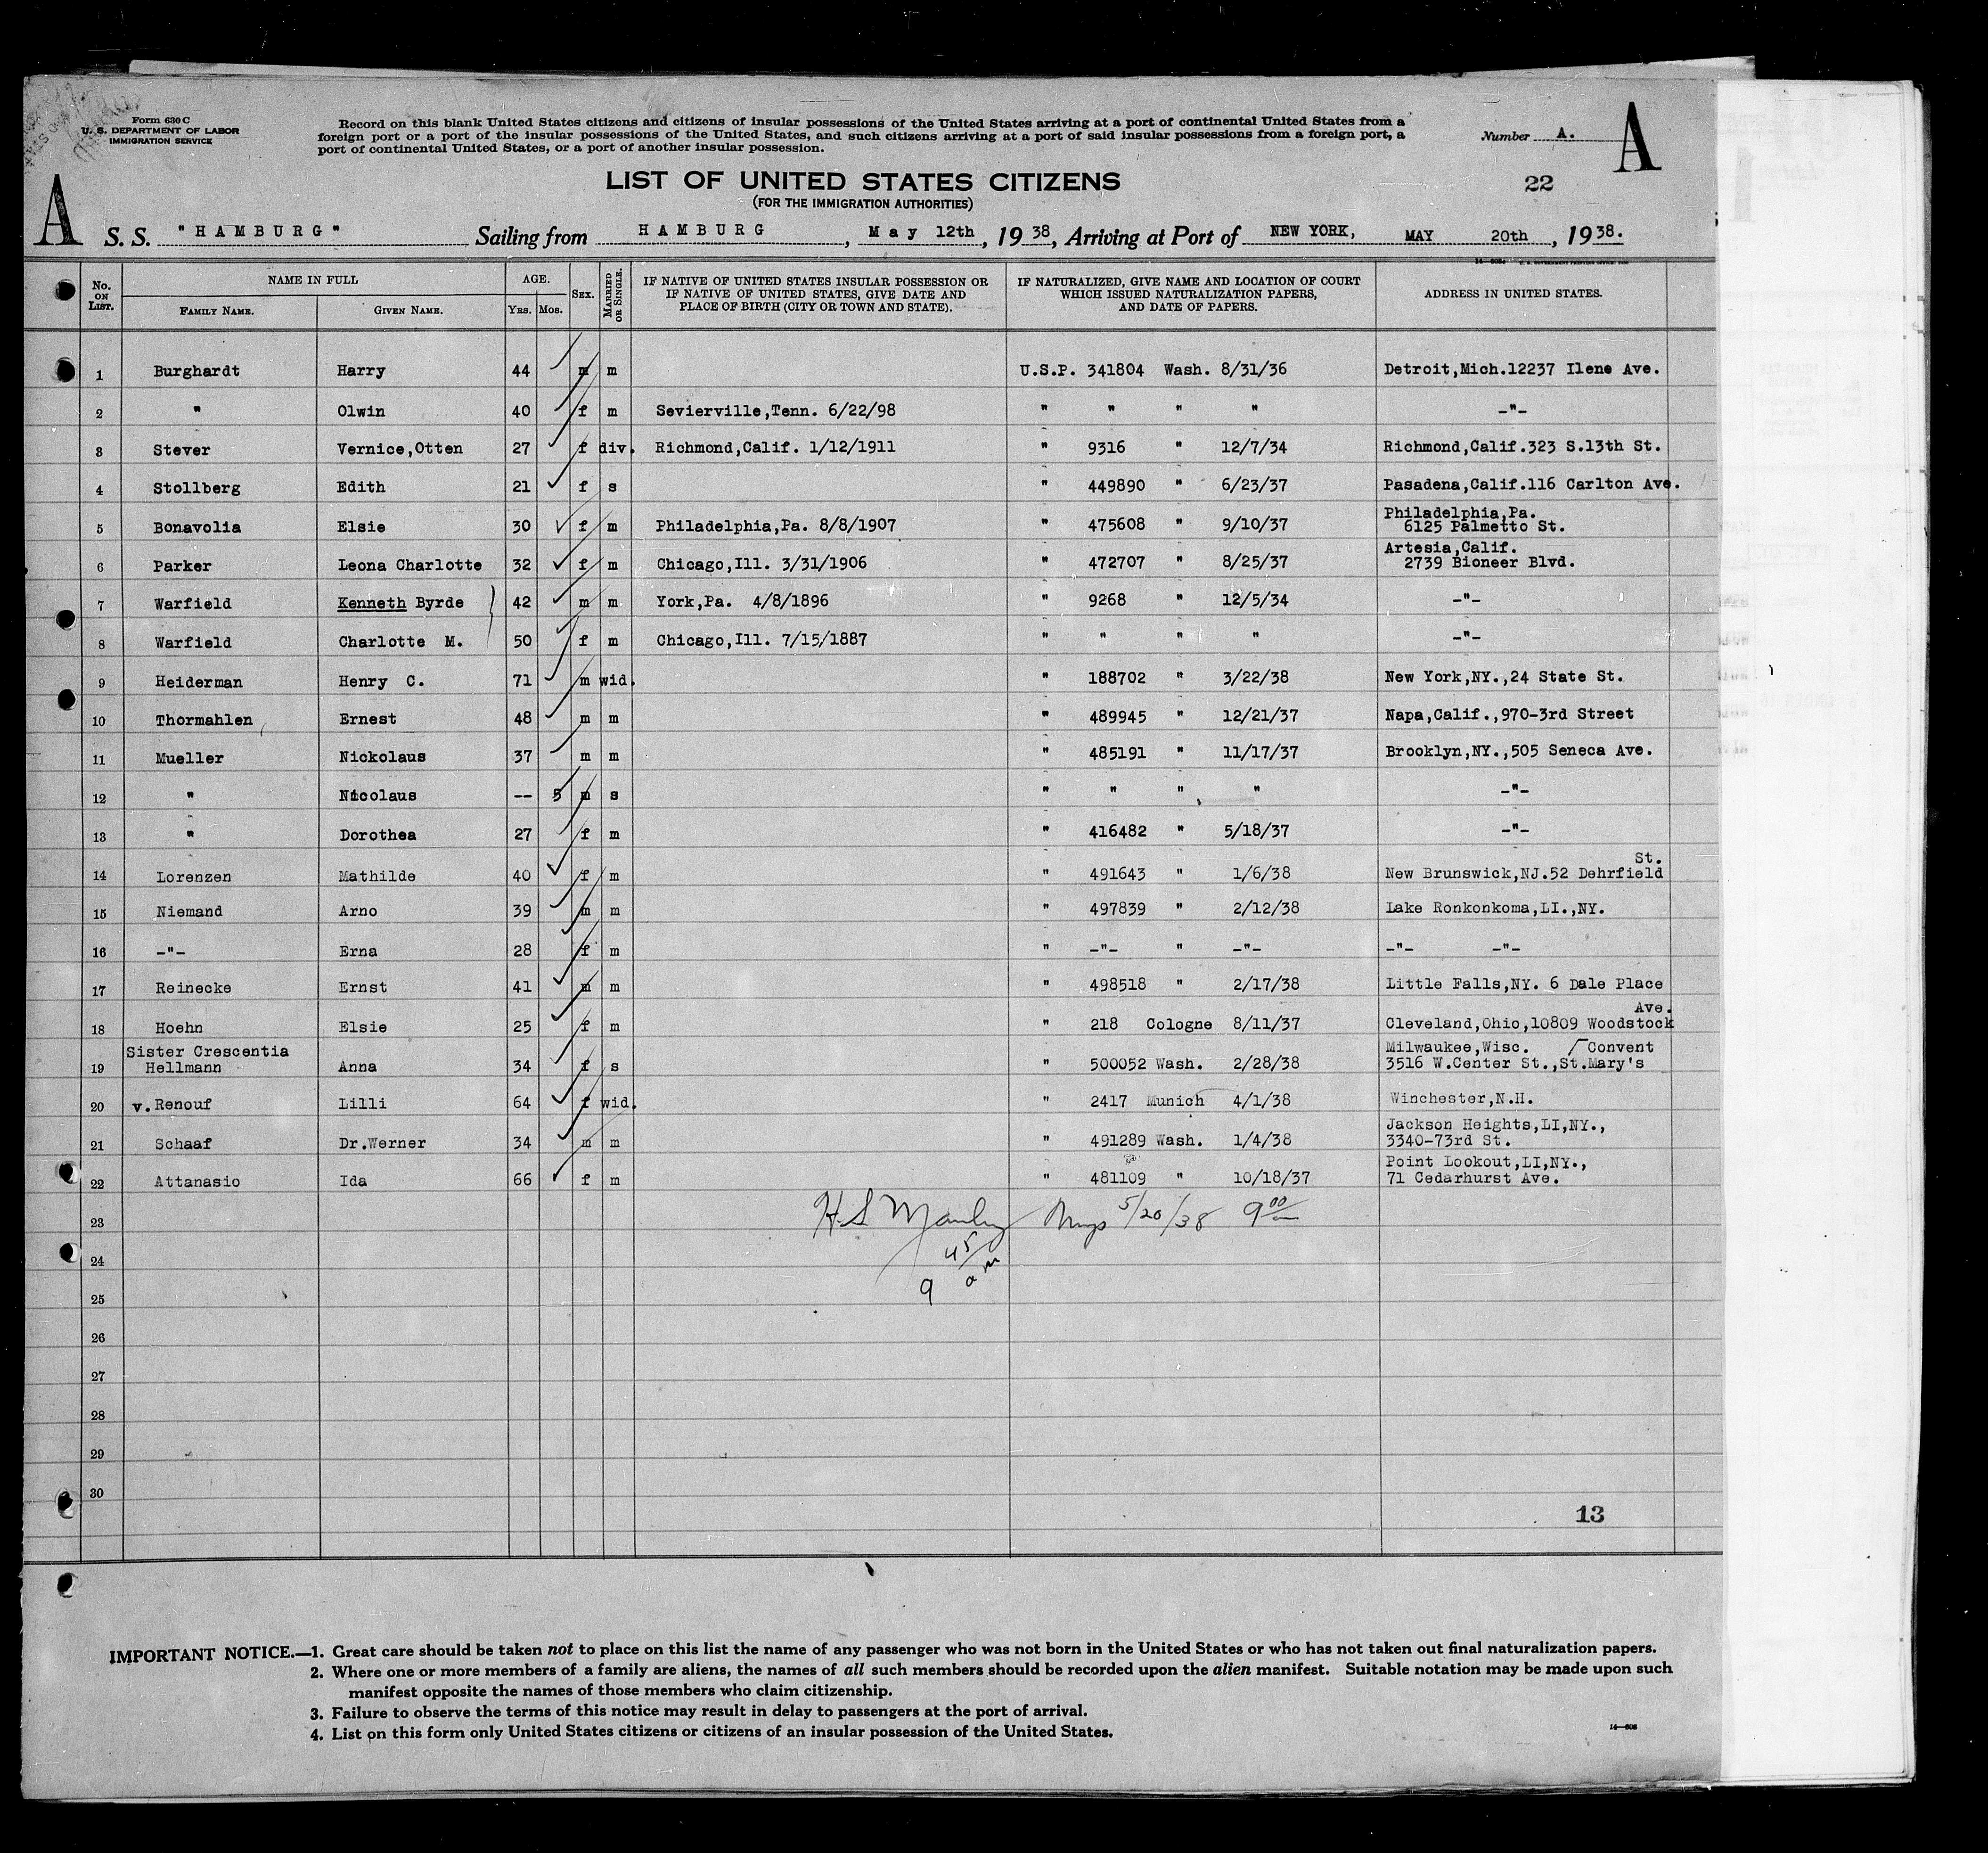 Form 630 C
U. S. DEPARTMENT OF LABOR
IMMIGRATION SERVICE
Record on this blank United States citizens and citizens of insular possessions of the United States arriving at a port of continental United States from a
foreign port or a port of the insular possessions of the United States, and such citizens arriving at a port of said insular possessions from a foreign port, a
port of continental United States, or a port of another insular possession.
Number A.
A
22
LIST OF UNITED STATES CITIZENS
(FOR THE IMMIGRATION AUTHORITIES)
A S. S. "HAMBURG" Sailing from HAMBURG, May 12th, 1938, Arriving at Port of NEW YORK, MAY 20th, 1938.
No. ON LIST. NAME IN FULL FAMILY NAME. GIVEN NAME. AGE. YRS. MOS. SEX. MARRIED OR SINGLE. IF NATIVE OF UNITED STATES INSULAR POSSESSION OR IF NATIVE OF UNITED STATES, GIVE DATE AND PLACE OF BIRTH (CITY OR TOWN AND STATE). IF NATURALIZED, GIVE NAME AND LOCATION OF COURT WHICH ISSUED NATURALIZATION PAPERS, AND DATE OF PAPERS. ADDRESS IN UNITED STATES.
1 Burghardt Harry 44 m m U.S.P. 341804 Wash. 8/31/36 Detroit,Mich.12237 Ilene Ave.
2 " Olwin 40 f m Sevierville,Tenn. 6/22/98 " " " " -"-
3 Stever Vernice,Otten 27 f div. Richmond,Calif. 1/12/1911 " 9316 " 12/7/34 Richmond,Calif.323 S.13th St.
4 Stollberg Edith 21 f s " 449890 " 6/23/37 Pasadena,Calif.116 Carlton Ave.
5 Bonavolia Elsie 30 f m Philadelphia,Pa. 8/8/1907 " 475608 " 9/10/37 Philadelphia,Pa. 6125 Palmetto St.
6 Parker Leona Charlotte 32 f m Chicago,Ill. 3/31/1906 " 472707 " 8/25/37 Artesia,Calif. 2739 Bioneer Blvd.
7 Warfield Kenneth Byrde 42 m m York,Pa. 4/8/1896 " 9268 " 12/5/34 -"-
8 Warfield Charlotte M. 50 f m Chicago,Ill. 7/15/1887 " " " " -"-
9 Heiderman Henry C. 71 m wid. " 188702 " 3/22/38 New York,NY.,24 State St.
10 Thormahlen Ernest 48 m m " 489945 " 12/21/37 Napa,Calif.,970-3rd Street
11 Mueller Nickolaus 37 m m " 485191 " 11/17/37 Brooklyn,NY.,505 Seneca Ave.
12 " Nicolaus -- 5 m s " " " " -"-
13 " Dorothea 27 f m " 416482 " 5/18/37 -"-
14 Lorenzen Mathilde 40 f m " 491643 " 1/6/38 New Brunswick,NJ.52 Dehrfield St.
15 Niemand Arno 39 m m " 497839 " 2/12/38 Lake Ronkonkoma,LI.,NY.
16 -"- Erna 28 f m " -"- " -"- -"- -"-
17 Reinecke Ernst 41 m m " 498518 " 2/17/38 Little Falls,NY. 6 Dale Place
18 Hoehn Elsie 25 f m " 218 Cologne 8/11/37 Cleveland,Ohio,10809 Woodstock Ave.
19 Sister Crescentia Hellmann Anna 34 f s " 500052 Wash. 2/28/38 Milwaukee,Wisc. 3516 W.Center St.,St.Mary's Convent
20 v. Renouf Lilli 64 f wid. " 2417 Munich 4/1/38 Winchester,N.H.
21 Schaaf Dr.Werner 34 m m " 491289 Wash. 1/4/38 Jackson Heights,LI,NY., 3340-73rd St.
22 Attanasio Ida 66 f m " 481109 " 10/18/37 Point Lookout,LI,NY., 71 Cedarhurst Ave.
23 H.S. 5/20/38 9 00
24 9 45 am
25
26
27
28
29
30
13
IMPORTANT NOTICE.—1. Great care should be taken not to place on this list the name of any passenger who was not born in the United States or who has not taken out final naturalization papers.
2. Where one or more members of a family are aliens, the names of all such members should be recorded upon the alien manifest. Suitable notation may be made upon such
manifest opposite the names of those members who claim citizenship.
3. Failure to observe the terms of this notice may result in delay to passengers at the port of arrival.
4. List on this form only United States citizens or citizens of an insular possession of the United States.